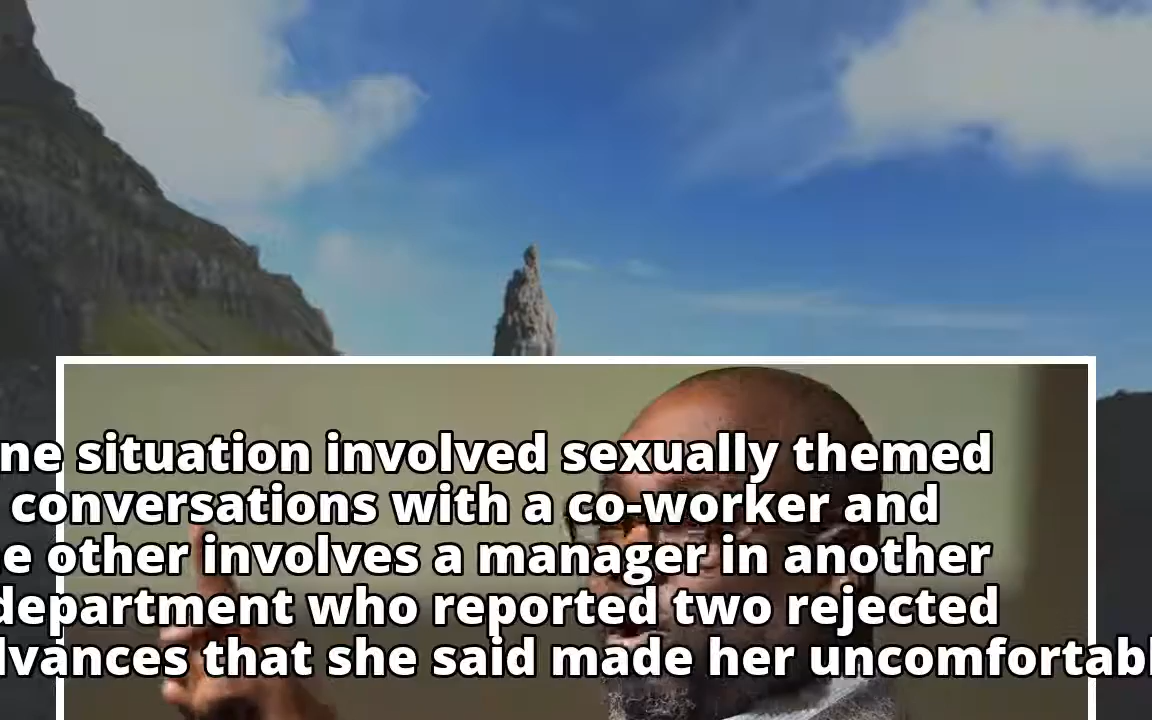 ne situation involved sexually themed
conversations with a co-worker and
e other involves a manager in another
department who reported two rejected
lvances that she said made her uncomfortabl